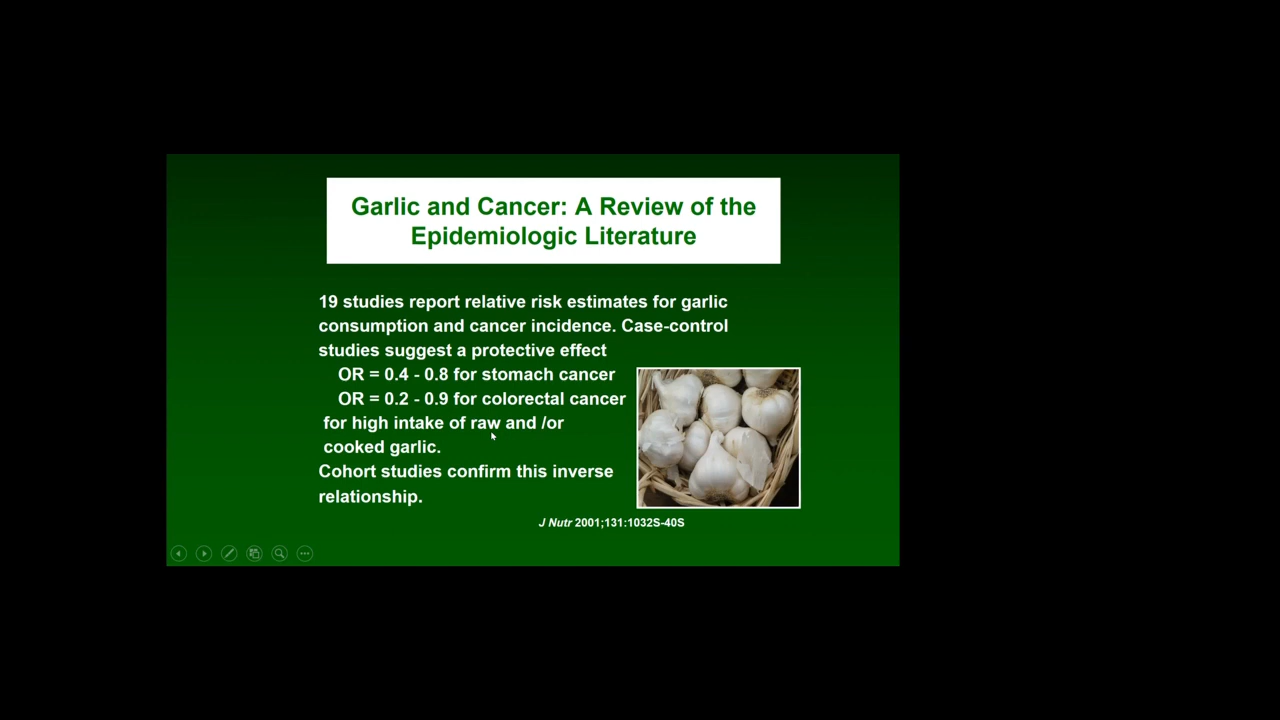 Garlic and Cancer: A Review of the
Epidemiologic Literature
19 studies report relative risk estimates for garlic
consumption and cancer incidence. Case-control
studies suggest a protective effect
OR = 0.4 - 0.8 for stomach cancer
OR = 0.2 - 0.9 for colorectal cancer
for high intake of raw and /or
cooked garlic.
Cohort studies confirm this inverse
relationship.
J Nutr 2001;131:1032S-40S